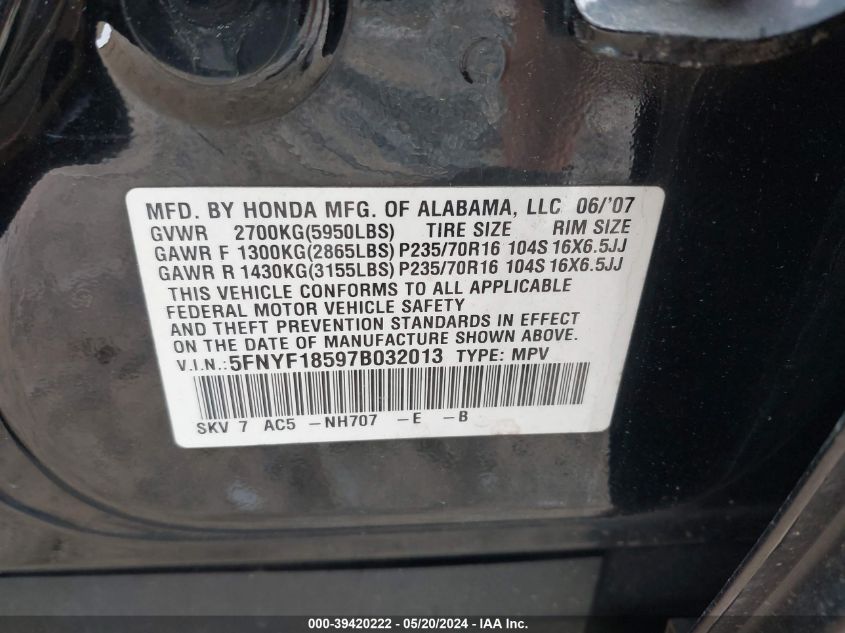 MFD. BY HONDA MFG. OF ALABAMA, LLC 06/'07
GVWR 2700KG(5950LBS) TIRE SIZE RIM SIZE
GAWR F 1300KG(2865LBS) P235/70R16 104S 16X6.5JJ
GAWR R 1430KG(3155LBS) P235/70R16 104S 16X6.5JJ
THIS VEHICLE CONFORMS TO ALL APPLICABLE
FEDERAL MOTOR VEHICLE SAFETY
AND THEFT PREVENTION STANDARDS IN EFFECT
ON THE DATE OF MANUFACTURE SHOWN ABOVE.
V.I.N.:5FNYF18597B032013 TYPE: MPV
SKV 7 AC5 -NH707 -E -B
000-39420222 - 05/20/2024 - IAA Inc.